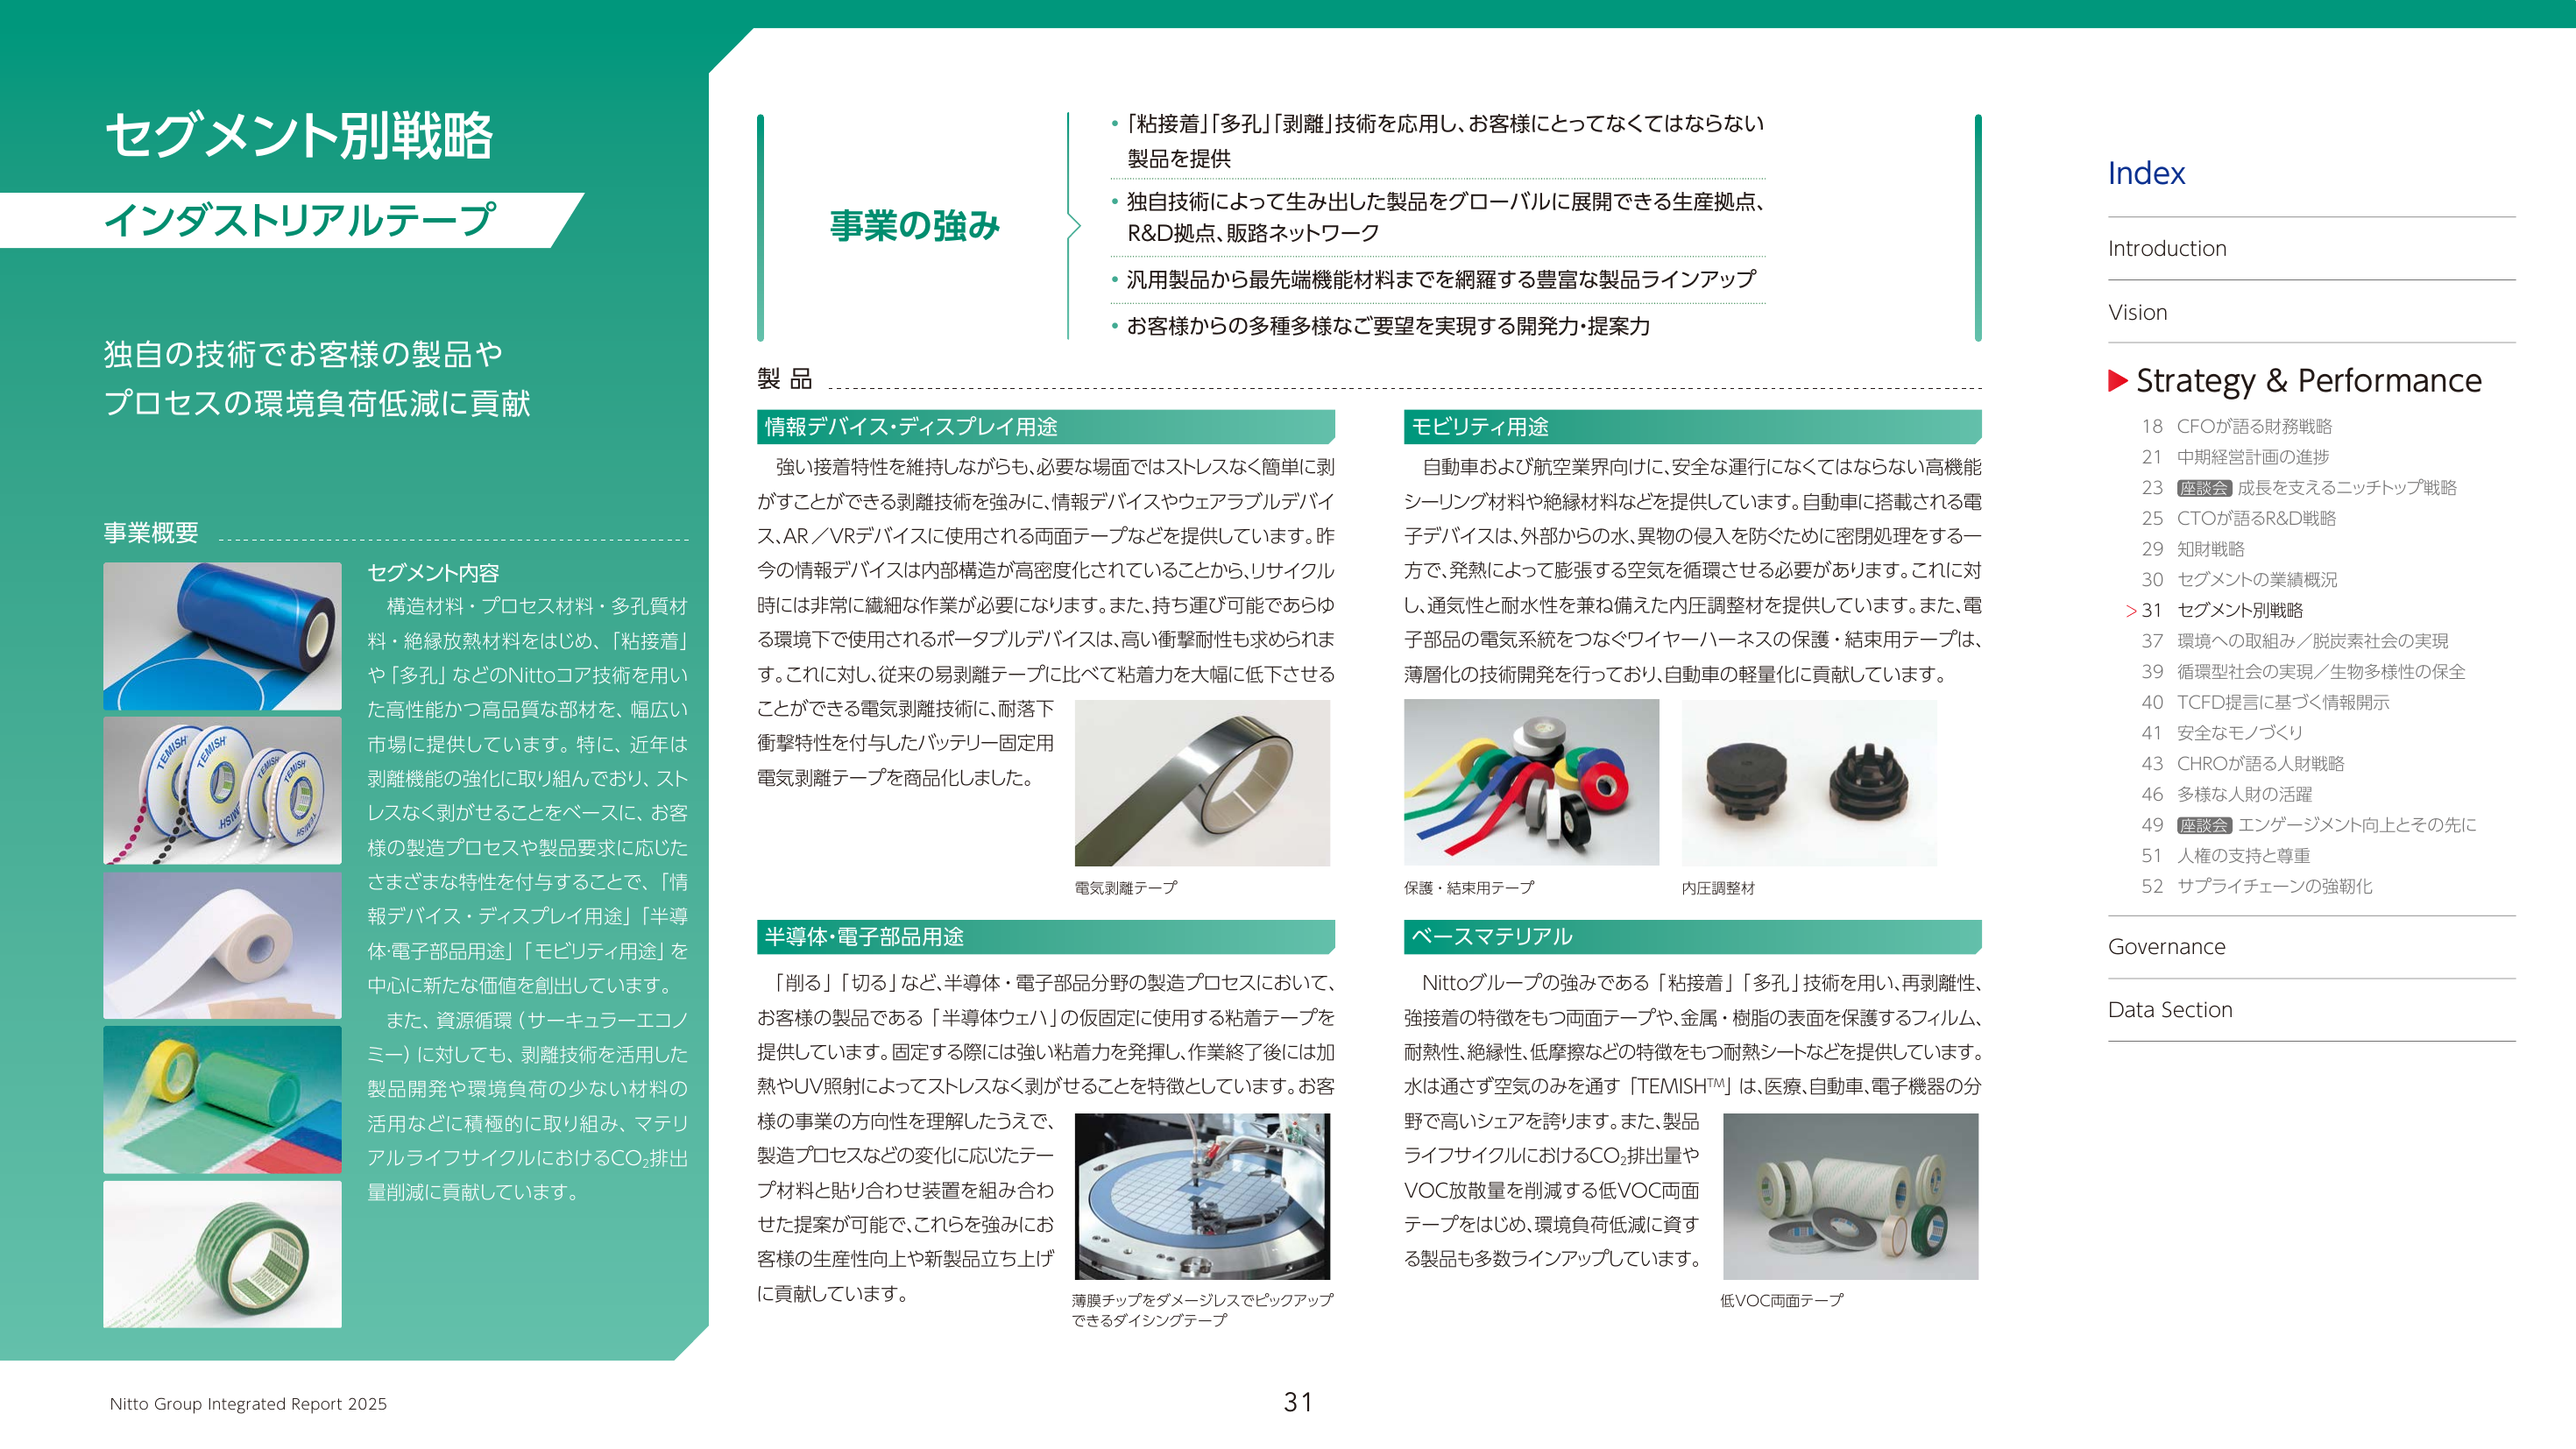 セグメント別戦略
インダストリアルテープ
独自の技術でお客様の製品や
プロセスの環境負荷低減に貢献
事業概要
TEMISH
TEMISH
TEMISH
TEMISH
セグメント内容
構造材料・プロセス材料・多孔質材
料・絶縁放熱材料をはじめ、「粘接着」
や「多孔」などのNittoコア技術を用い
た高性能かつ高品質な部材を、幅広い
市場に提供しています。特に、近年は
剥離機能の強化に取り組んでおり、スト
レスなく剥がせることをベースに、お客
様の製造プロセスや製品要求に応じた
さまざまな特性を付与することで、「情
報デバイス・ディスプレイ用途」「半導
体·電子部品用途」「モビリティ用途」を
中心に新たな価値を創出しています。
また、資源循環（サーキュラーエコノ
ミー）に対しても、剥離技術を活用した
製品開発や環境負荷の少ない材料の
活用などに積極的に取り組み、マテリ
アルライフサイクルにおけるCO₂排出
量削減に貢献しています。
事業の強み
•「粘接着」「多孔」「剥離」技術を応用し、お客様にとってなくてはならない
製品を提供
• 独自技術によって生み出した製品をグローバルに展開できる生産拠点、
R&D拠点、販路ネットワーク
• 汎用製品から最先端機能材料までを網羅する豊富な製品ラインアップ
• お客様からの多種多様なご要望を実現する開発力・提案力
製品
情報デバイス・ディスプレイ用途
強い接着特性を維持しながらも、必要な場面ではストレスなく簡単に剥
がすことができる剥離技術を強みに、情報デバイスやウェアラブルデバイ
ス、AR／VRデバイスに使用される両面テープなどを提供しています。昨
今の情報デバイスは内部構造が高密度化されていることから、リサイクル
時には非常に繊細な作業が必要になります。また、持ち運び可能であらゆ
る環境下で使用されるポータブルデバイスは、高い衝撃耐性も求められま
す。これに対し、従来の易剥離テープに比べて粘着力を大幅に低下させる
ことができる電気剥離技術に、耐落下
衝撃特性を付与したバッテリー固定用
電気剥離テープを商品化しました。
電気剥離テープ
モビリティ用途
自動車および航空業界向けに、安全な運行になくてはならない高機能
シーリング材料や絶縁材料などを提供しています。自動車に搭載される電
子デバイスは、外部からの水、異物の侵入を防ぐために密閉処理をする一
方で、発熱によって膨張する空気を循環させる必要があります。これに対
し、通気性と耐水性を兼ね備えた内圧調整材を提供しています。また、電
子部品の電気系統をつなぐワイヤーハーネスの保護・結束用テープは、
薄層化の技術開発を行っており、自動車の軽量化に貢献しています。
保護・結束用テープ
内圧調整材
半導体・電子部品用途
「削る」「切る」など、半導体・電子部品分野の製造プロセスにおいて、
お客様の製品である「半導体ウェハ」の仮固定に使用する粘着テープを
提供しています。固定する際には強い粘着力を発揮し、作業終了後には加
熱やUV照射によってストレスなく剥がせることを特徴としています。お客
様の事業の方向性を理解したうえで、
製造プロセスなどの変化に応じたテー
プ材料と貼り合わせ装置を組み合わ
せた提案が可能で、これらを強みにお
客様の生産性向上や新製品立ち上げ
に貢献しています。
薄膜チップをダメージレスでピックアップ
できるダイシングテープ
ベースマテリアル
Nittoグループの強みである「粘接着」「多孔」技術を用い、再剥離性、
強接着の特徴をもつ両面テープや、金属・樹脂の表面を保護するフィルム、
耐熱性、絶縁性、低摩擦などの特徴をもつ耐熱シートなどを提供しています。
水は通さず空気のみを通す「TEMISH™」は、医療、自動車、電子機器の分
野で高いシェアを誇ります。また、製品
ライフサイクルにおけるCO₂排出量や
VOC放散量を削減する低VOC両面
テープをはじめ、環境負荷低減に資す
る製品も多数ラインアップしています。
低VOC両面テープ
Index
Introduction
Vision
Strategy & Performance
18 CFOが語る財務戦略
21 中期経営計画の進捗
23 座談会 成長を支えるニッチトップ戦略
25 CTOが語るR&D戦略
29 知財戦略
30 セグメントの業績概況
> 31 セグメント別戦略
37 環境への取組み／脱炭素社会の実現
39 循環型社会の実現／生物多様性の保全
40 TCFD提言に基づく情報開示
41 安全なモノづくり
43 CHROが語る人財戦略
46 多様な人財の活躍
49 座談会 エンゲージメント向上とその先に
51 人権の支持と尊重
52 サプライチェーンの強靭化
Governance
Data Section
Nitto Group Integrated Report 2025
31